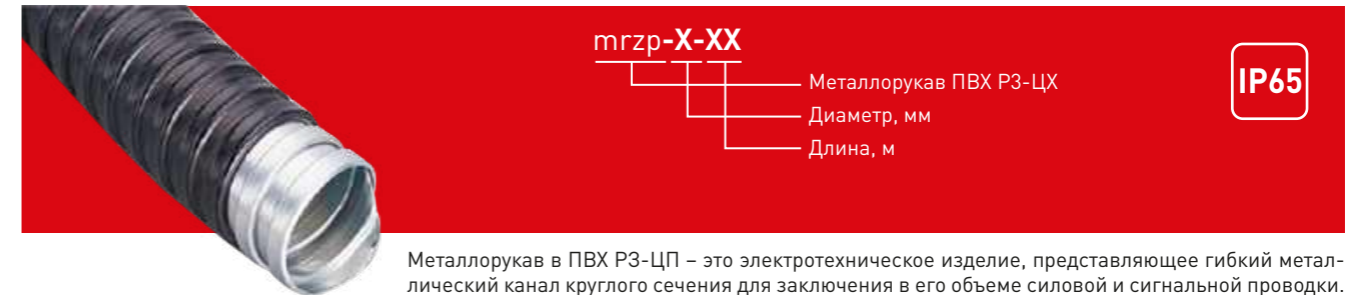 mrzp-X-XX
Металлорукав ПВХ РЗ-ЦХ
IP65
Диаметр, мм
Длина, м
Металлорукав в ПВХ РЗ-ЦП – это электротехническое изделие, представляющее гибкий метал-
лический канал круглого сечения для заключения в его объеме силовой и сигнальной проводки.